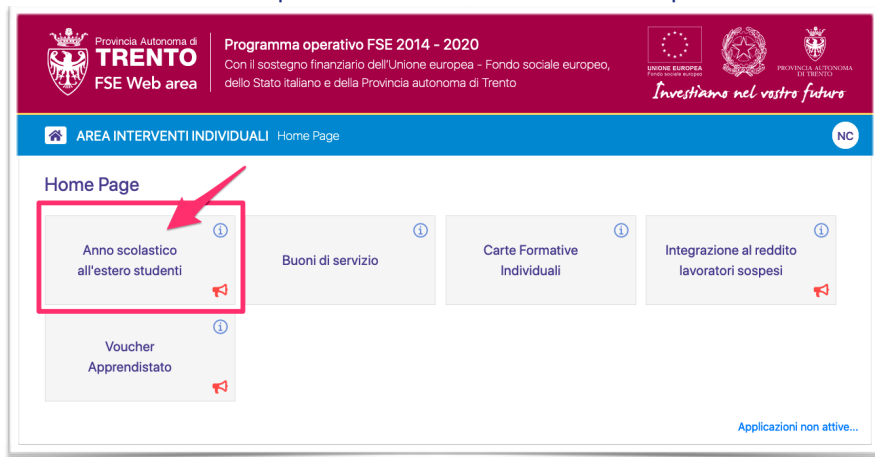 Provincia Autonoma di
TRENTO
FSE Web area
Programma operativo FSE 2014 - 2020
Con il sostegno finanziario dell'Unione europea - Fondo sociale europeo,
dello Stato italiano e della Provincia autonoma di Trento
UNIONE EUROPEA
Fondo sociale europeo
PROVINCIA AUTONOMA
DI TRENTO
Investiamo nel vostro futuro
AREA INTERVENTI INDIVIDUALI Home Page
NC
Home Page
Anno scolastico
all'estero studenti
Buoni di servizio
Carte Formative
Individuali
Integrazione al reddito
lavoratori sospesi
Voucher
Apprendistato
Applicazioni non attive...